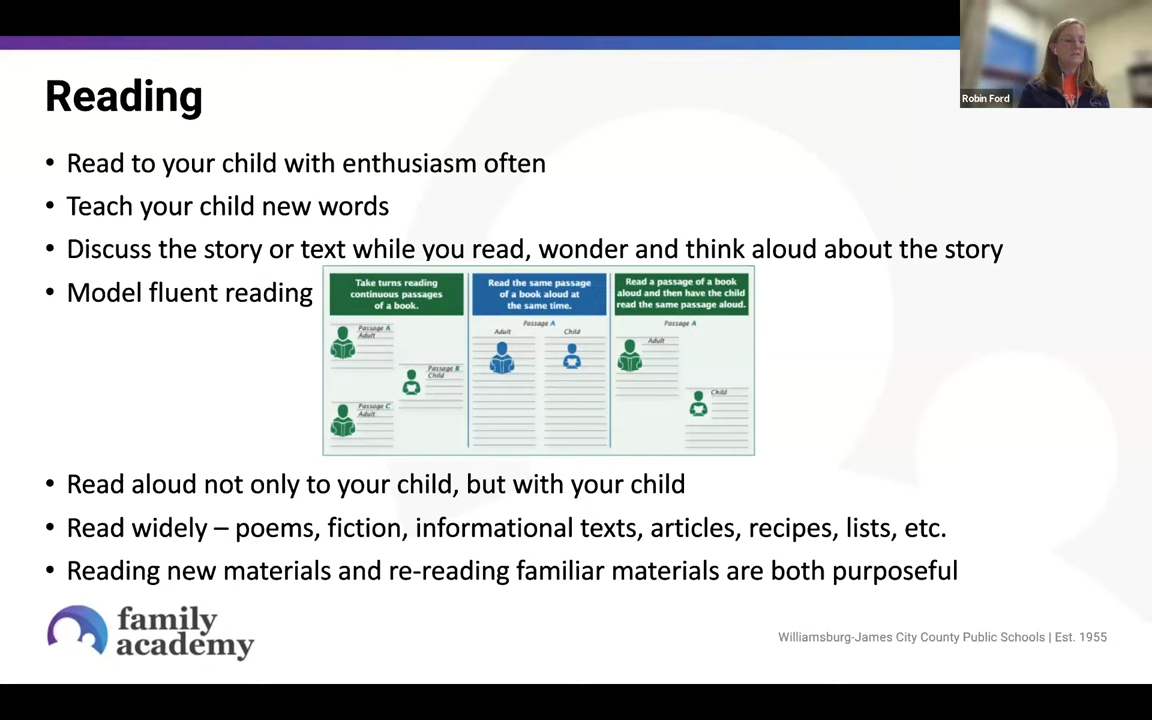 Robin Ford
Reading
• Read to your child with enthusiasm often
• Teach your child new words
• Discuss the story or text while you read, wonder and think aloud about the story
• Model fluent reading
Take turns reading
continuous passages
of a book.
Passage A
Adult
Passage B
Child
Passage C
Adult
Read the same passage
of a book aloud at
the same time.
Passage A
Adult
Child
Read a passage of a book
aloud and then have the child
read the same passage aloud.
Passage A
Adult
Child
• Read aloud not only to your child, but with your child
• Read widely – poems, fiction, informational texts, articles, recipes, lists, etc.
• Reading new materials and re-reading familiar materials are both purposeful
family
academy
Williamsburg-James City County Public Schools | Est. 1955